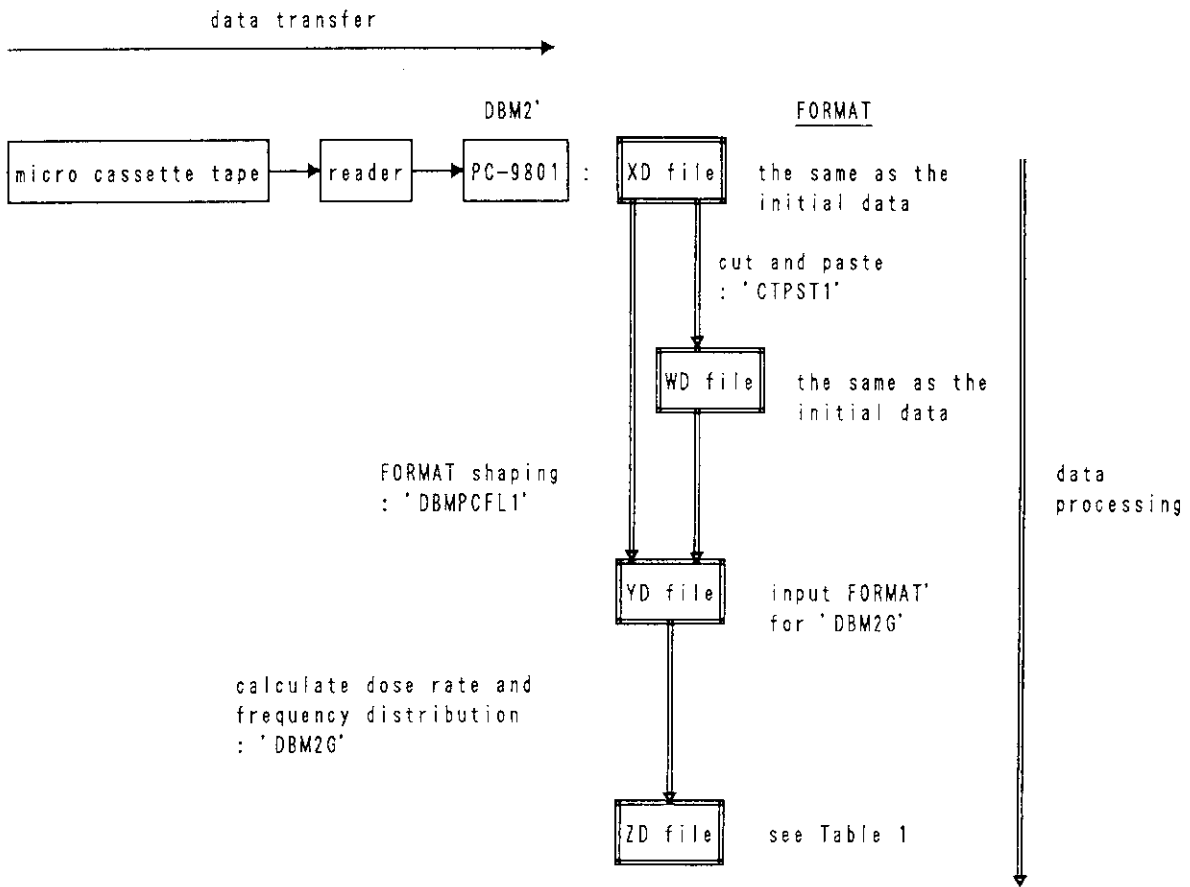 data transfer
DBM2'
FORMAT
micro cassette tape
reader
PC-9801 :
XD file
the same as the
initial data
cut and paste
: 'CTPST1'
WD file
the same as the
initial data
FORMAT shaping
: 'DBMPCFL1'
data
processing
YD file
input FORMAT'
for 'DBM2G'
calculate dose rate and
frequency distribution
: 'DBM2G'
ZD file
see Table 1